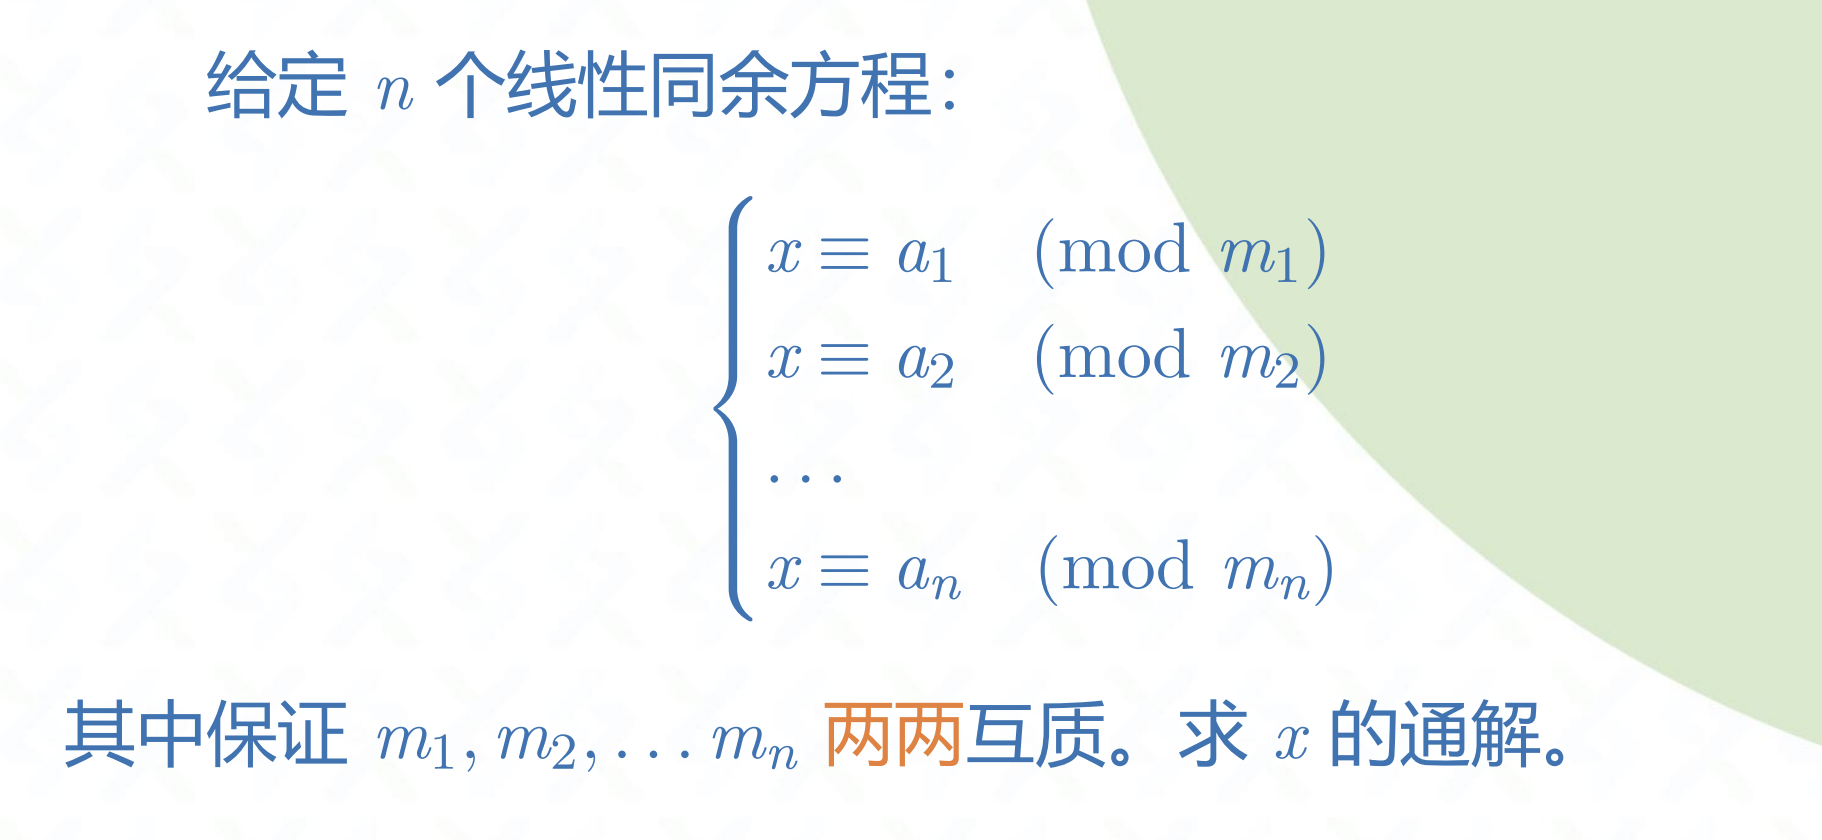 给定 n 个线性同余方程：
x ≡ a₁ (mod m₁)
x ≡ a₂ (mod m₂)
···
x ≡ aₙ (mod mₙ)
其中保证 m₁, m₂, . . . mₙ 两两互质。求 x 的通解。